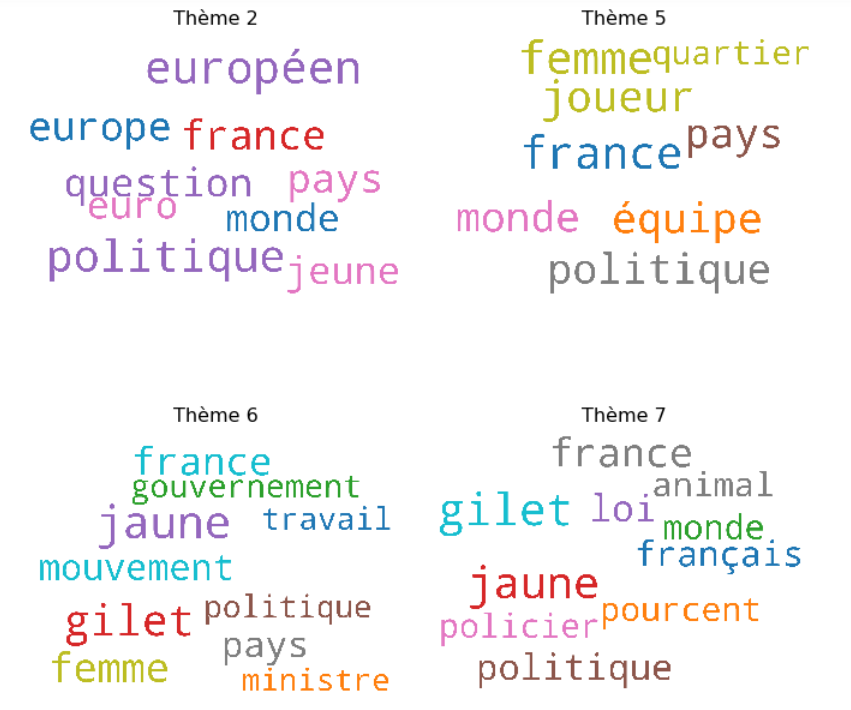 Thème 2
européen
europe france
question pays
euro monde
politique jeune
Thème 5
femme quartier
joueur
france pays
monde équipe
politique
Thème 6
france
gouvernement
jaune travail
mouvement
gilet politique
pays
femme ministre
Thème 7
france
animal
gilet loi monde
français
jaune
policier pourcent
politique